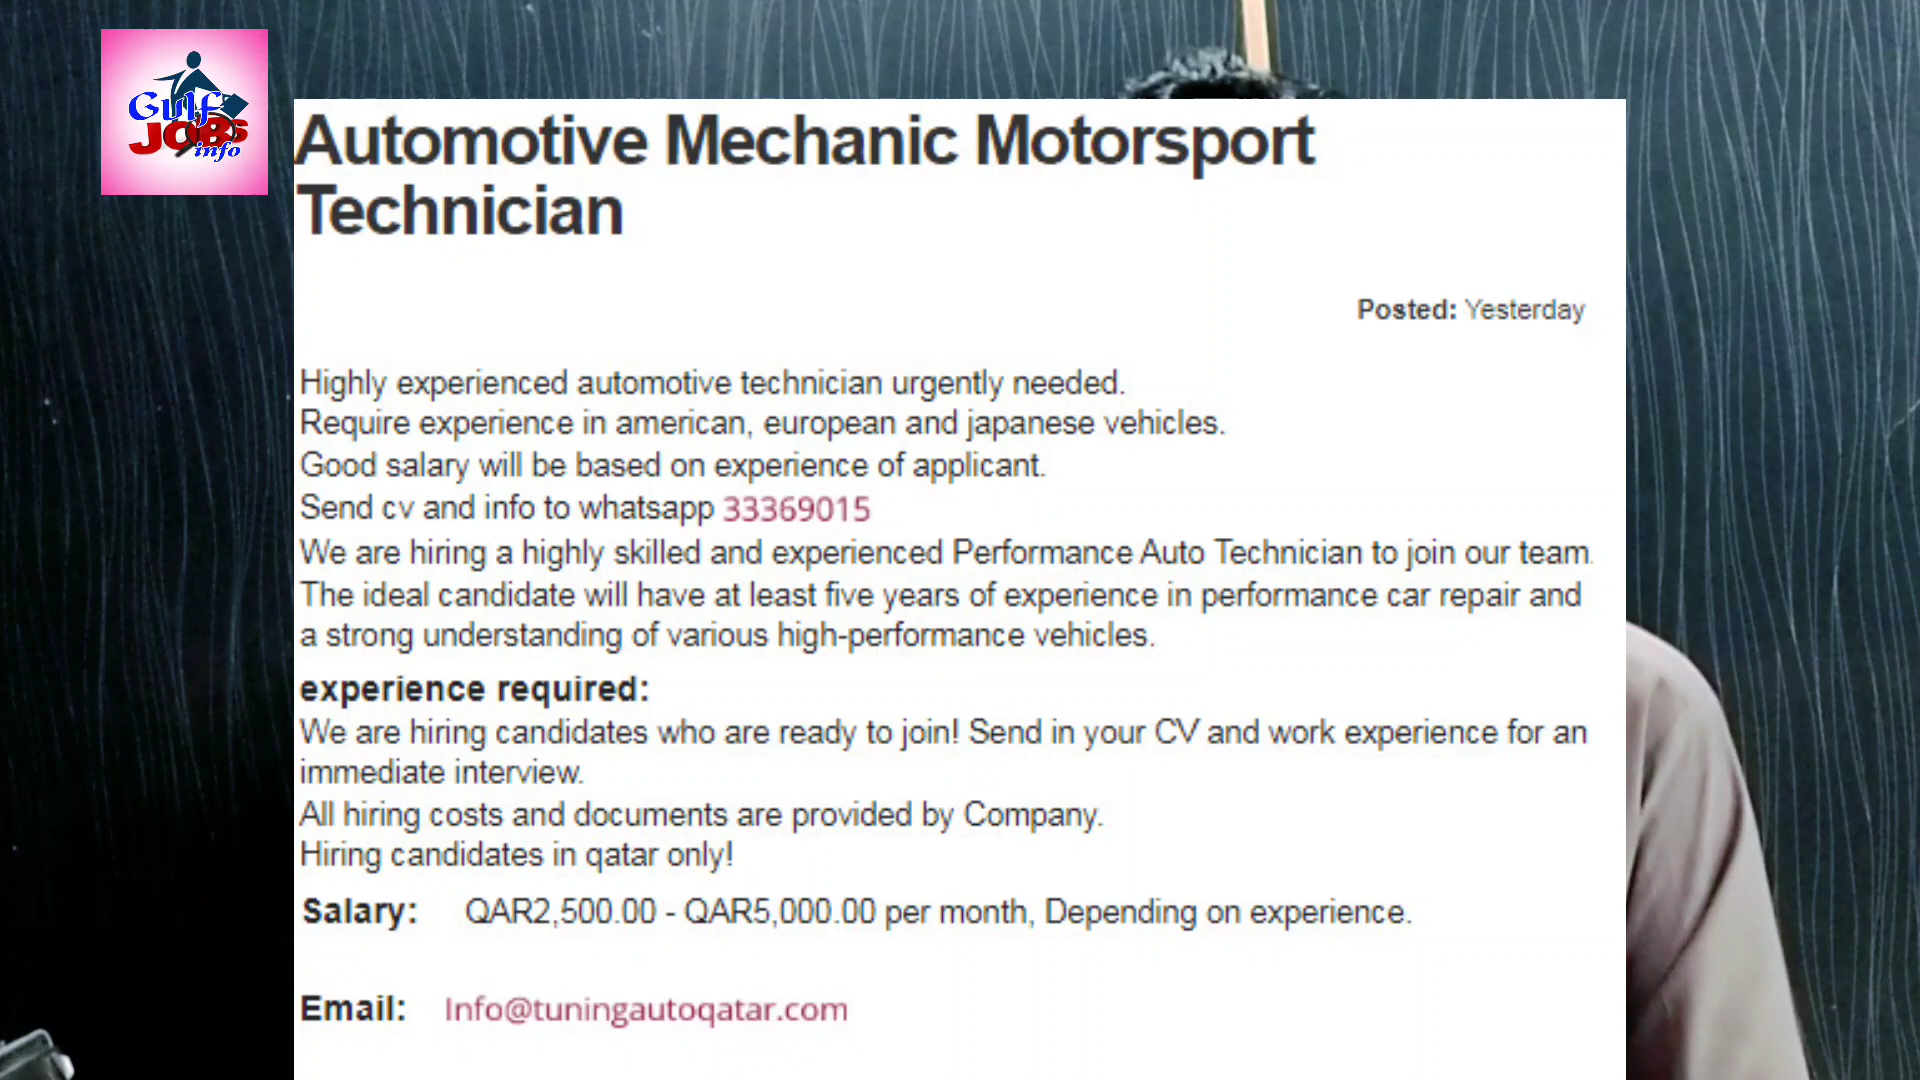 Gulf
JOBS
info
Automotive Mechanic Motorsport
Technician
Posted: Yesterday
Highly experienced automotive technician urgently needed.
Require experience in american, european and japanese vehicles.
Good salary will be based on experience of applicant.
Send cv and info to whatsapp 33369015
We are hiring a highly skilled and experienced Performance Auto Technician to join our team.
The ideal candidate will have at least five years of experience in performance car repair and
a strong understanding of various high-performance vehicles.
experience required:
We are hiring candidates who are ready to join! Send in your CV and work experience for an
immediate interview.
All hiring costs and documents are provided by Company.
Hiring candidates in qatar only!
Salary: QAR2,500.00 - QAR5,000.00 per month, Depending on experience.
Email: Info@tuningautoqatar.com